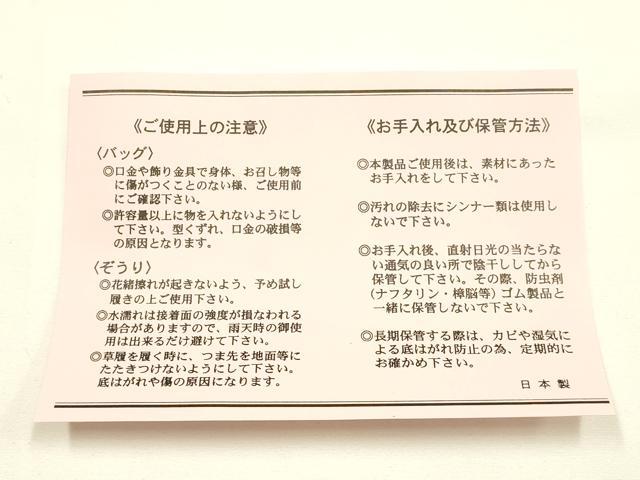 《ご使用上の注意》
〈バッグ〉
◎口金や飾り金具で身体、お召し物等
に傷がつくことのない様、ご使用前
にご確認下さい。
◎許容量以上に物を入れないようにし
て下さい。型くずれ、口金の破損等
の原因となります。
〈ぞうり〉
◎花緒擦れが起きないよう、予め試し
履きの上ご使用下さい。
◎水濡れは接着面の強度が損なわれる
場合がありますので、雨天時の御使
用は出来るだけ避けて下さい。
◎草履を履く時に、つま先を地面等に
たたきつけないようにして下さい。
底はがれや傷の原因になります。
《お手入れ及び保管方法》
◎本製品ご使用後は、素材にあった
お手入れをして下さい。
◎汚れの除去にシンナー類は使用し
ないで下さい。
◎お手入れ後、直射日光の当たらな
い通気の良い所で陰干ししてから
保管して下さい。その際、防虫剤
(ナフタリン・樟脳等)ゴム製品と
一緒に保管しないで下さい。
◎長期保管する際は、カビや湿気に
よる底はがれ防止の為、定期的に
お確かめ下さい。
日本製